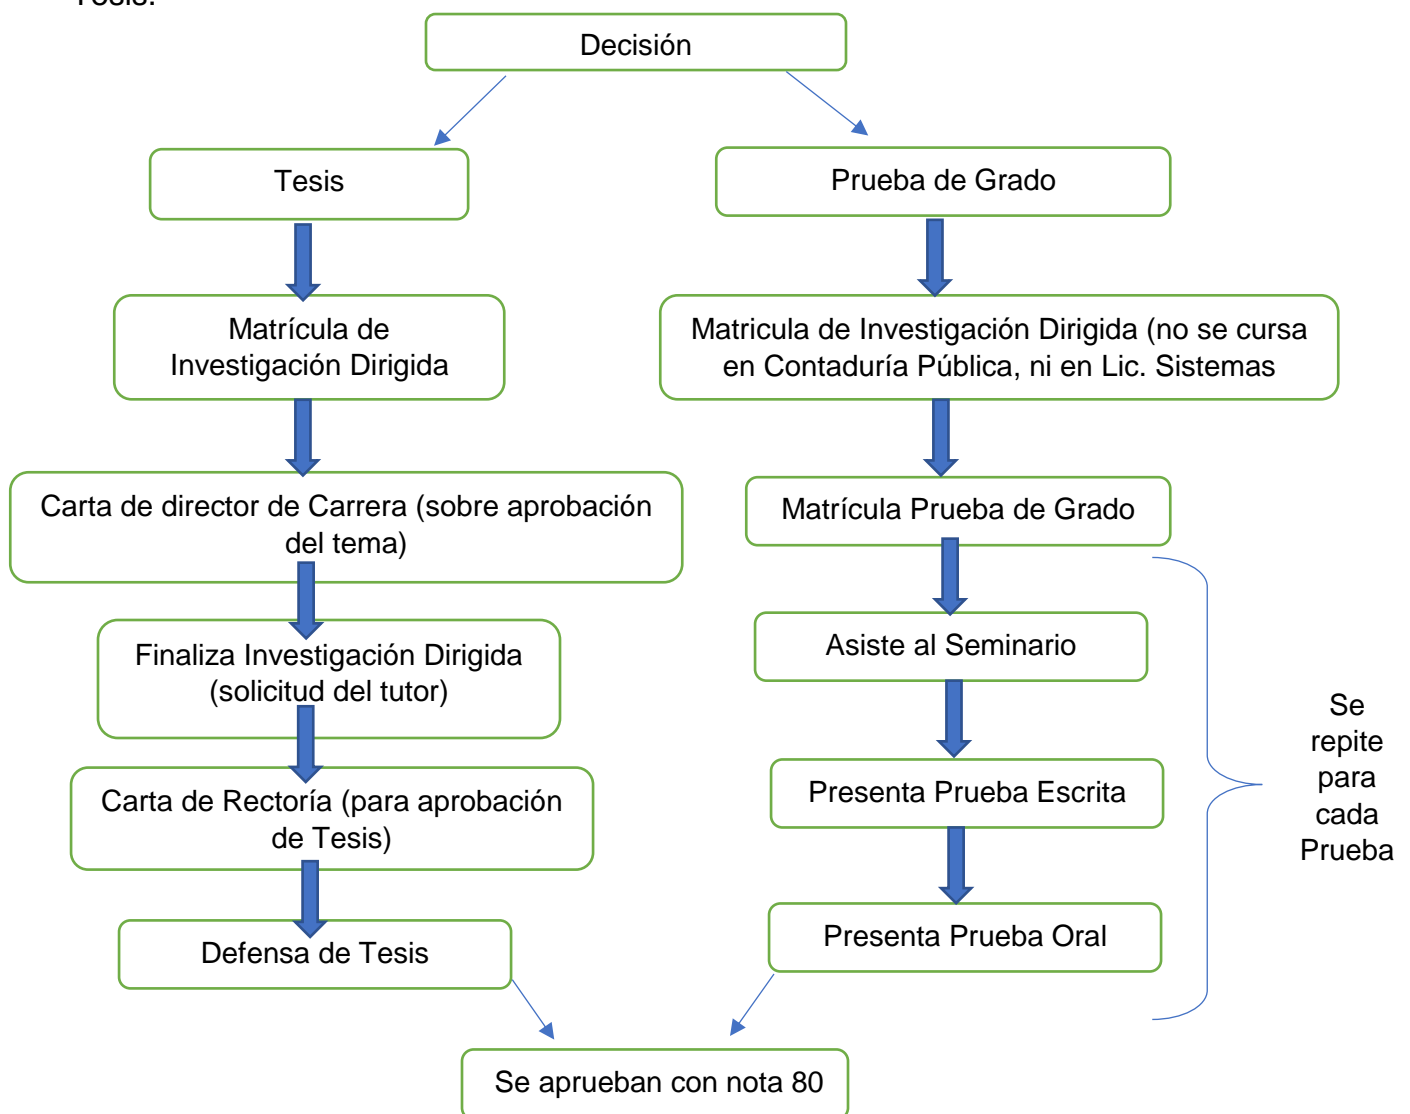 Tesis.
Decisión
Tesis
Prueba de Grado
Matrícula de
Investigación Dirigida
Matricula de Investigación Dirigida (no se cursa
en Contaduría Pública, ni en Lic. Sistemas
Carta de director de Carrera (sobre aprobación
del tema)
Matrícula Prueba de Grado
Finaliza Investigación Dirigida
(solicitud del tutor)
Asiste al Seminario
Carta de Rectoría (para aprobación
de Tesis)
Presenta Prueba Escrita
Defensa de Tesis
Presenta Prueba Oral
Se
repite
para
cada
Prueba
Se aprueban con nota 80